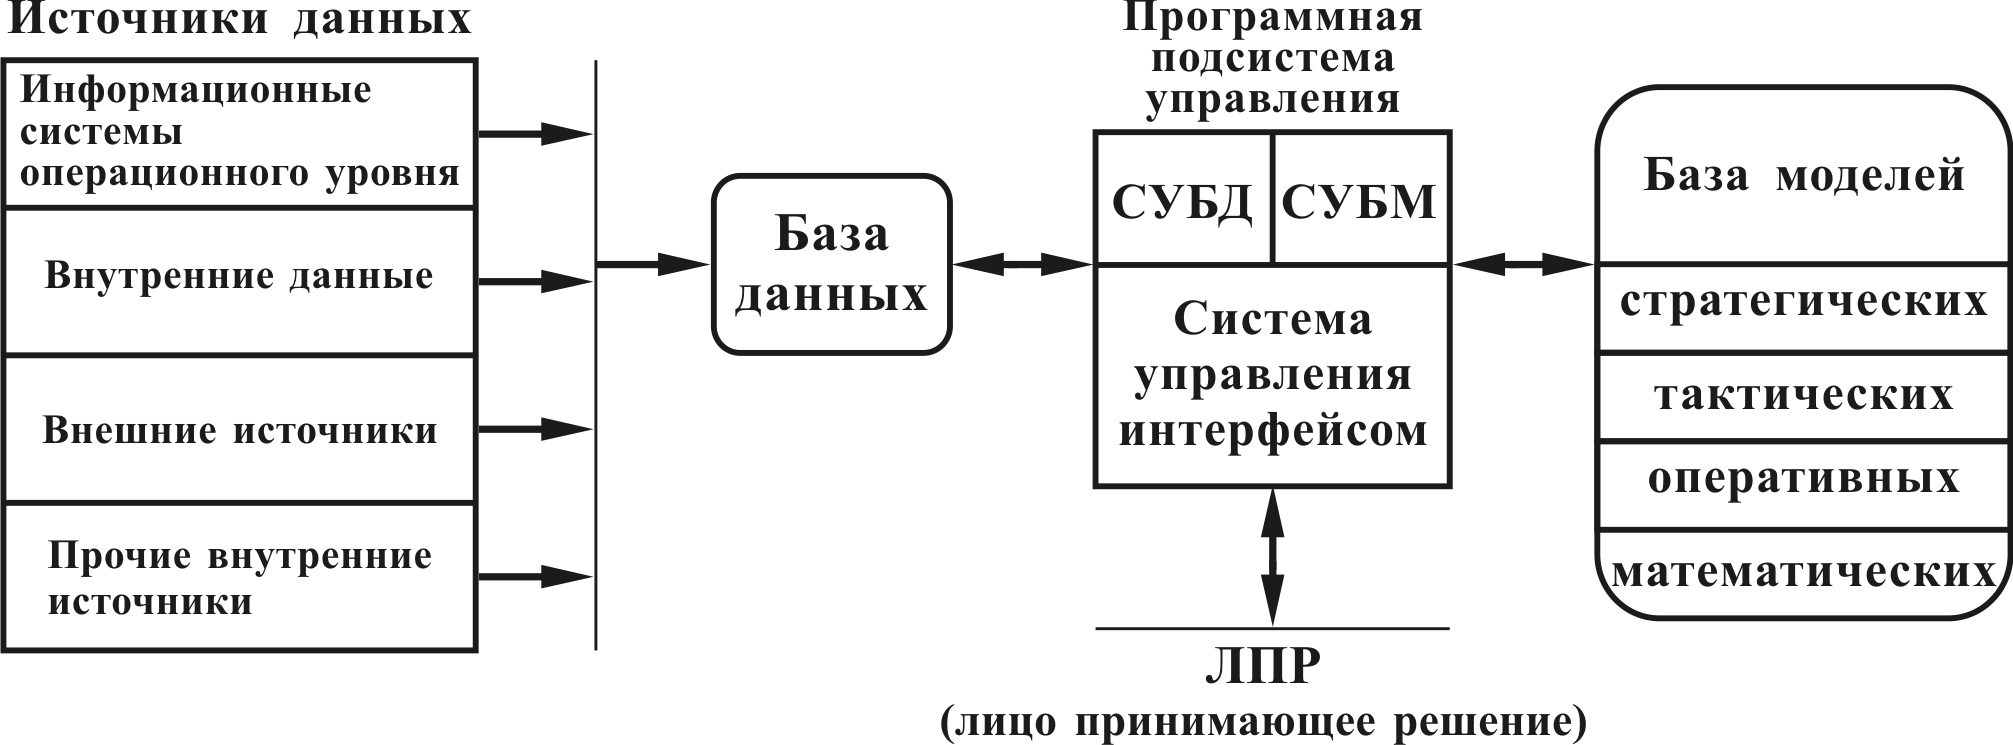 Источники данных
Информационные
системы
операционного уровня
Внутренние данные
Внешние источники
Прочие внутренние
источники
База
данных
Программная
подсистема
управления
СУБД СУБМ
Система
управления
интерфейсом
ЛПР
(лицо принимающее решение)
База моделей
стратегических
тактических
оперативных
математических